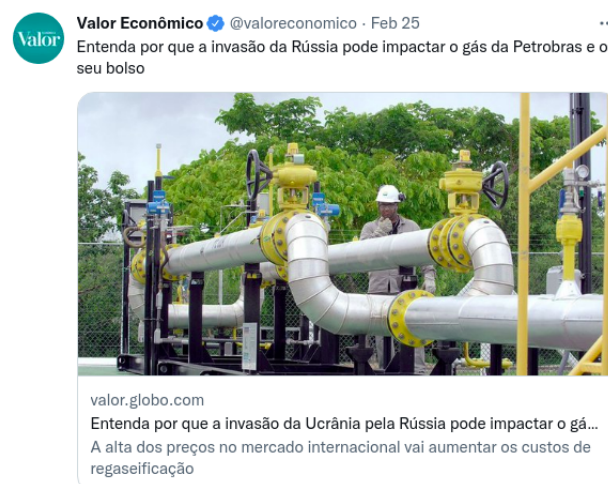 Valor
Valor Econômico @valoreconomico · Feb 25
Entenda por que a invasão da Rússia pode impactar o gás da Petrobras e o
seu bolso
valor.globo.com
Entenda por que a invasão da Ucrânia pela Rússia pode impactar o gá...
A alta dos preços no mercado internacional vai aumentar os custos de
regaseificação